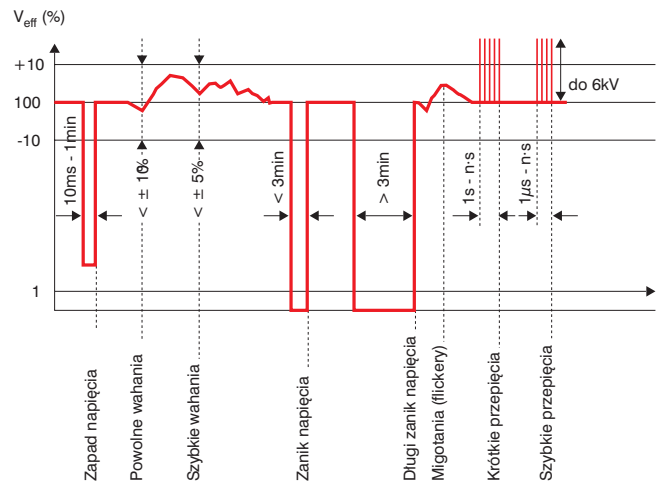 V_eff (%)
+10
100
-10
1
do 6kV
10ms - 1min
< ± 10%
< ± 5%
< 3min
> 3min
1s - n·s
1µs - n·s
Zapad napięcia
Powolne wahania
Szybkie wahania
Zanik napięcia
Długi zanik napięcia
Migotania (flickery)
Krótkie przepięcia
Szybkie przepięcia